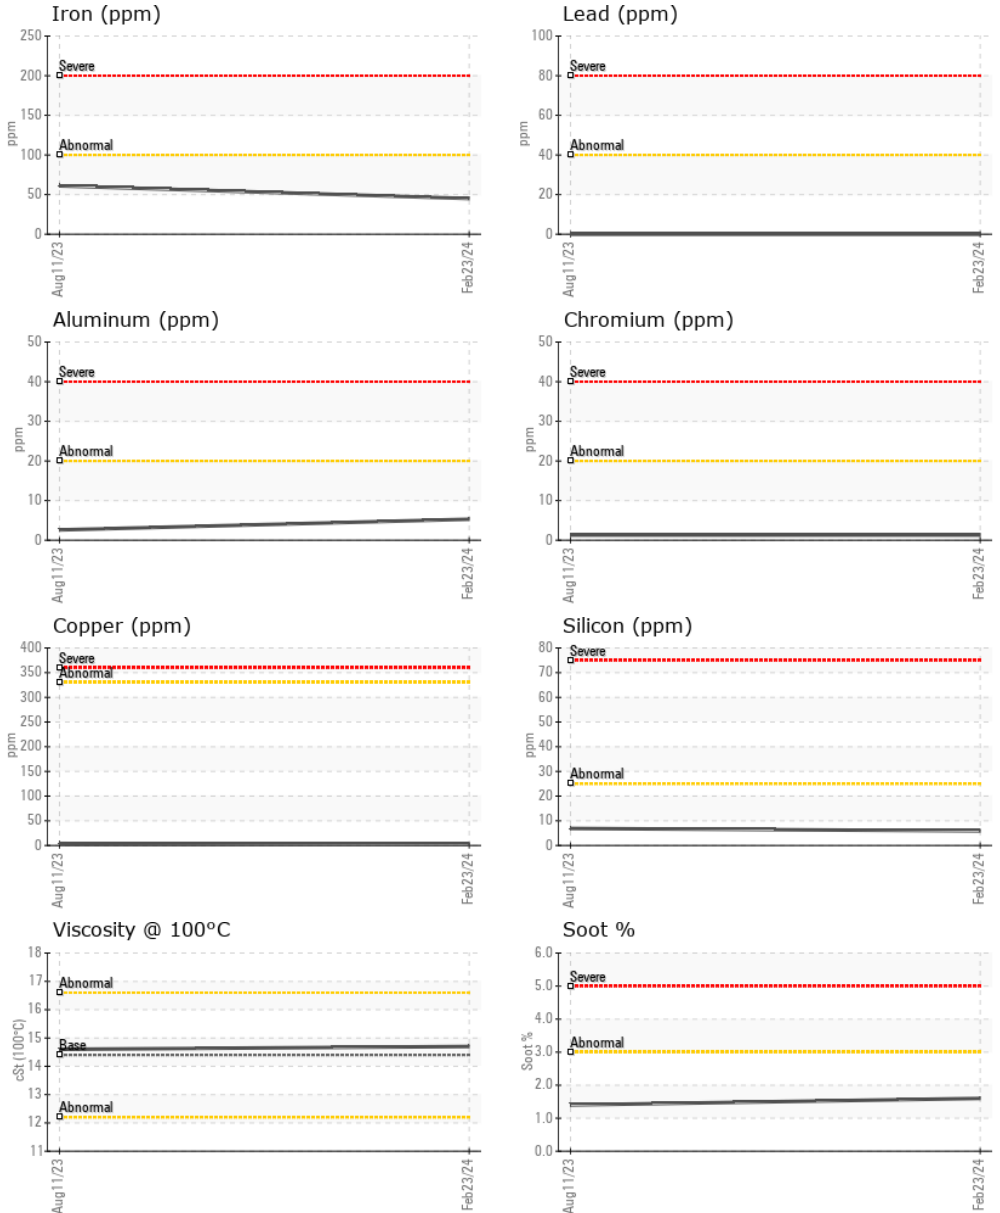 Iron (ppm)
250
200
150
100
50
0
ppm
Severe
Abnormal
Aug11/23
Feb23/24
Lead (ppm)
100
80
60
40
20
0
ppm
Severe
Abnormal
Aug11/23
Feb23/24
Aluminum (ppm)
50
40
30
20
10
0
ppm
Severe
Abnormal
Aug11/23
Feb23/24
Chromium (ppm)
50
40
30
20
10
0
ppm
Severe
Abnormal
Aug11/23
Feb23/24
Copper (ppm)
400
350
300
250
200
150
100
50
0
ppm
Severe
Abnormal
Aug11/23
Feb23/24
Silicon (ppm)
80
70
60
50
40
30
20
10
0
ppm
Severe
Abnormal
Aug11/23
Feb23/24
Viscosity @ 100°C
18
17
16
15
14
13
12
11
cSt (100°C)
Abnormal
Base
Abnormal
Aug11/23
Feb23/24
Soot %
6.0
5.0
4.0
3.0
2.0
1.0
0.0
Soot %
Severe
Abnormal
Aug11/23
Feb23/24